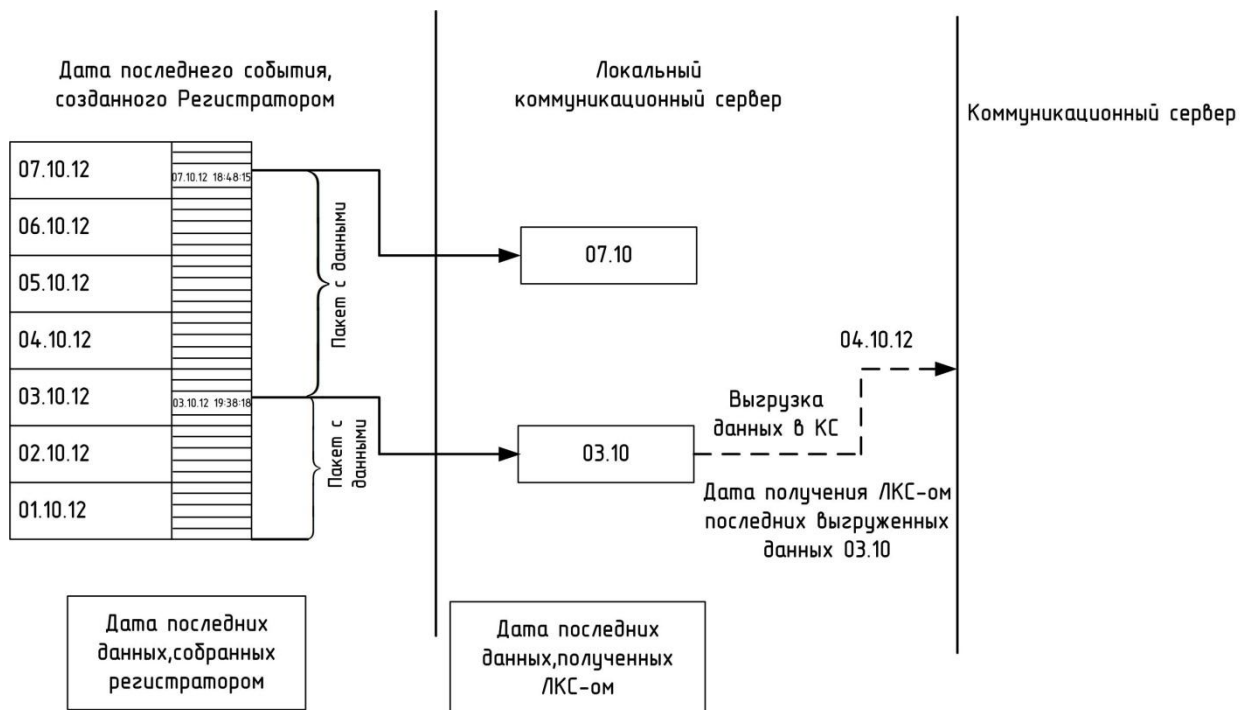 Дата последнего события,
созданного Регистратором
Локальный
коммуникационный сервер
Коммуникационный сервер
07.10.12
07.10.12 18:48:15
06.10.12
05.10.12
04.10.12
03.10.12
03.10.12 19:38:18
02.10.12
01.10.12
Пакет с данными
Пакет с
данными
07.10
03.10
04.10.12
Выгрузка
данных в КС
Дата получения ЛКС-ом
последних выгруженных
данных 03.10
Дата последних
данных,собранных
регистратором
Дата последних
данных,полученных
ЛКС-ом